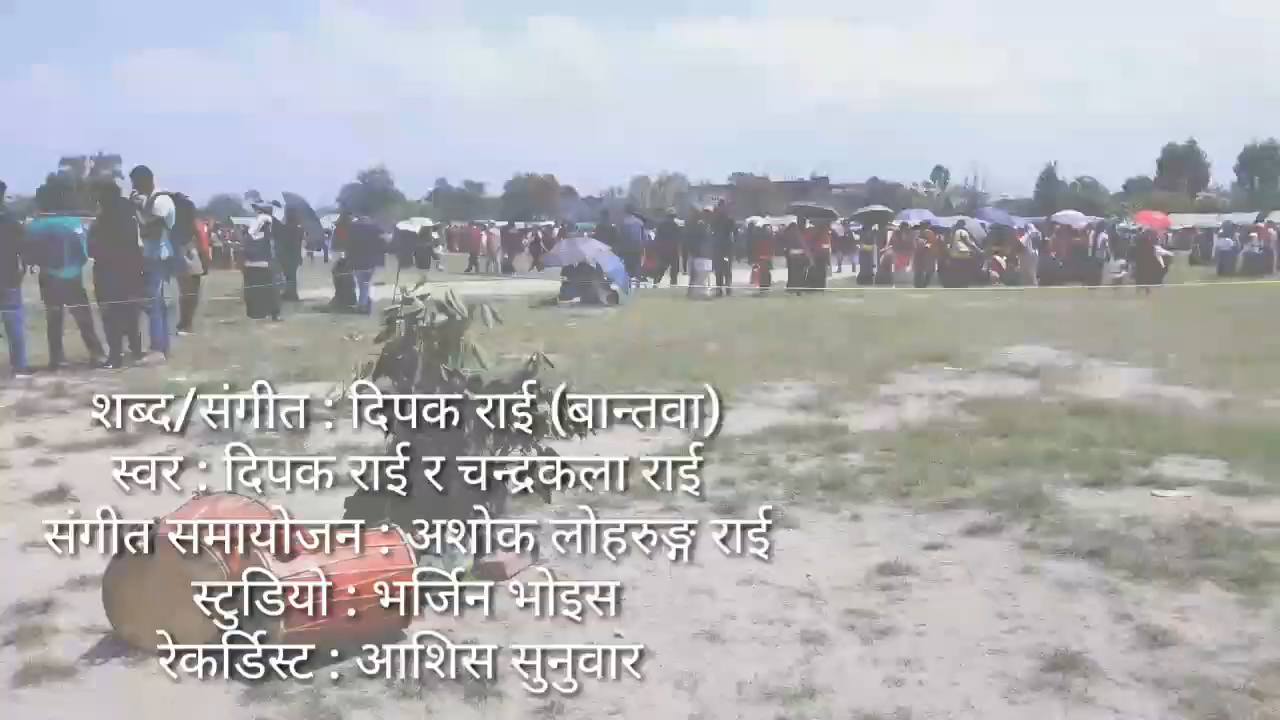 शब्द/संगीत : दिपक राई (बान्तवा)
स्वर : दिपक राई र चन्द्रकला राई
संगीत समायोजन : अशोक लोहरुङ्ग राई
स्टुडियो : भर्जिन भोइस
रेकर्डिस्ट : आशिस सुनुवार